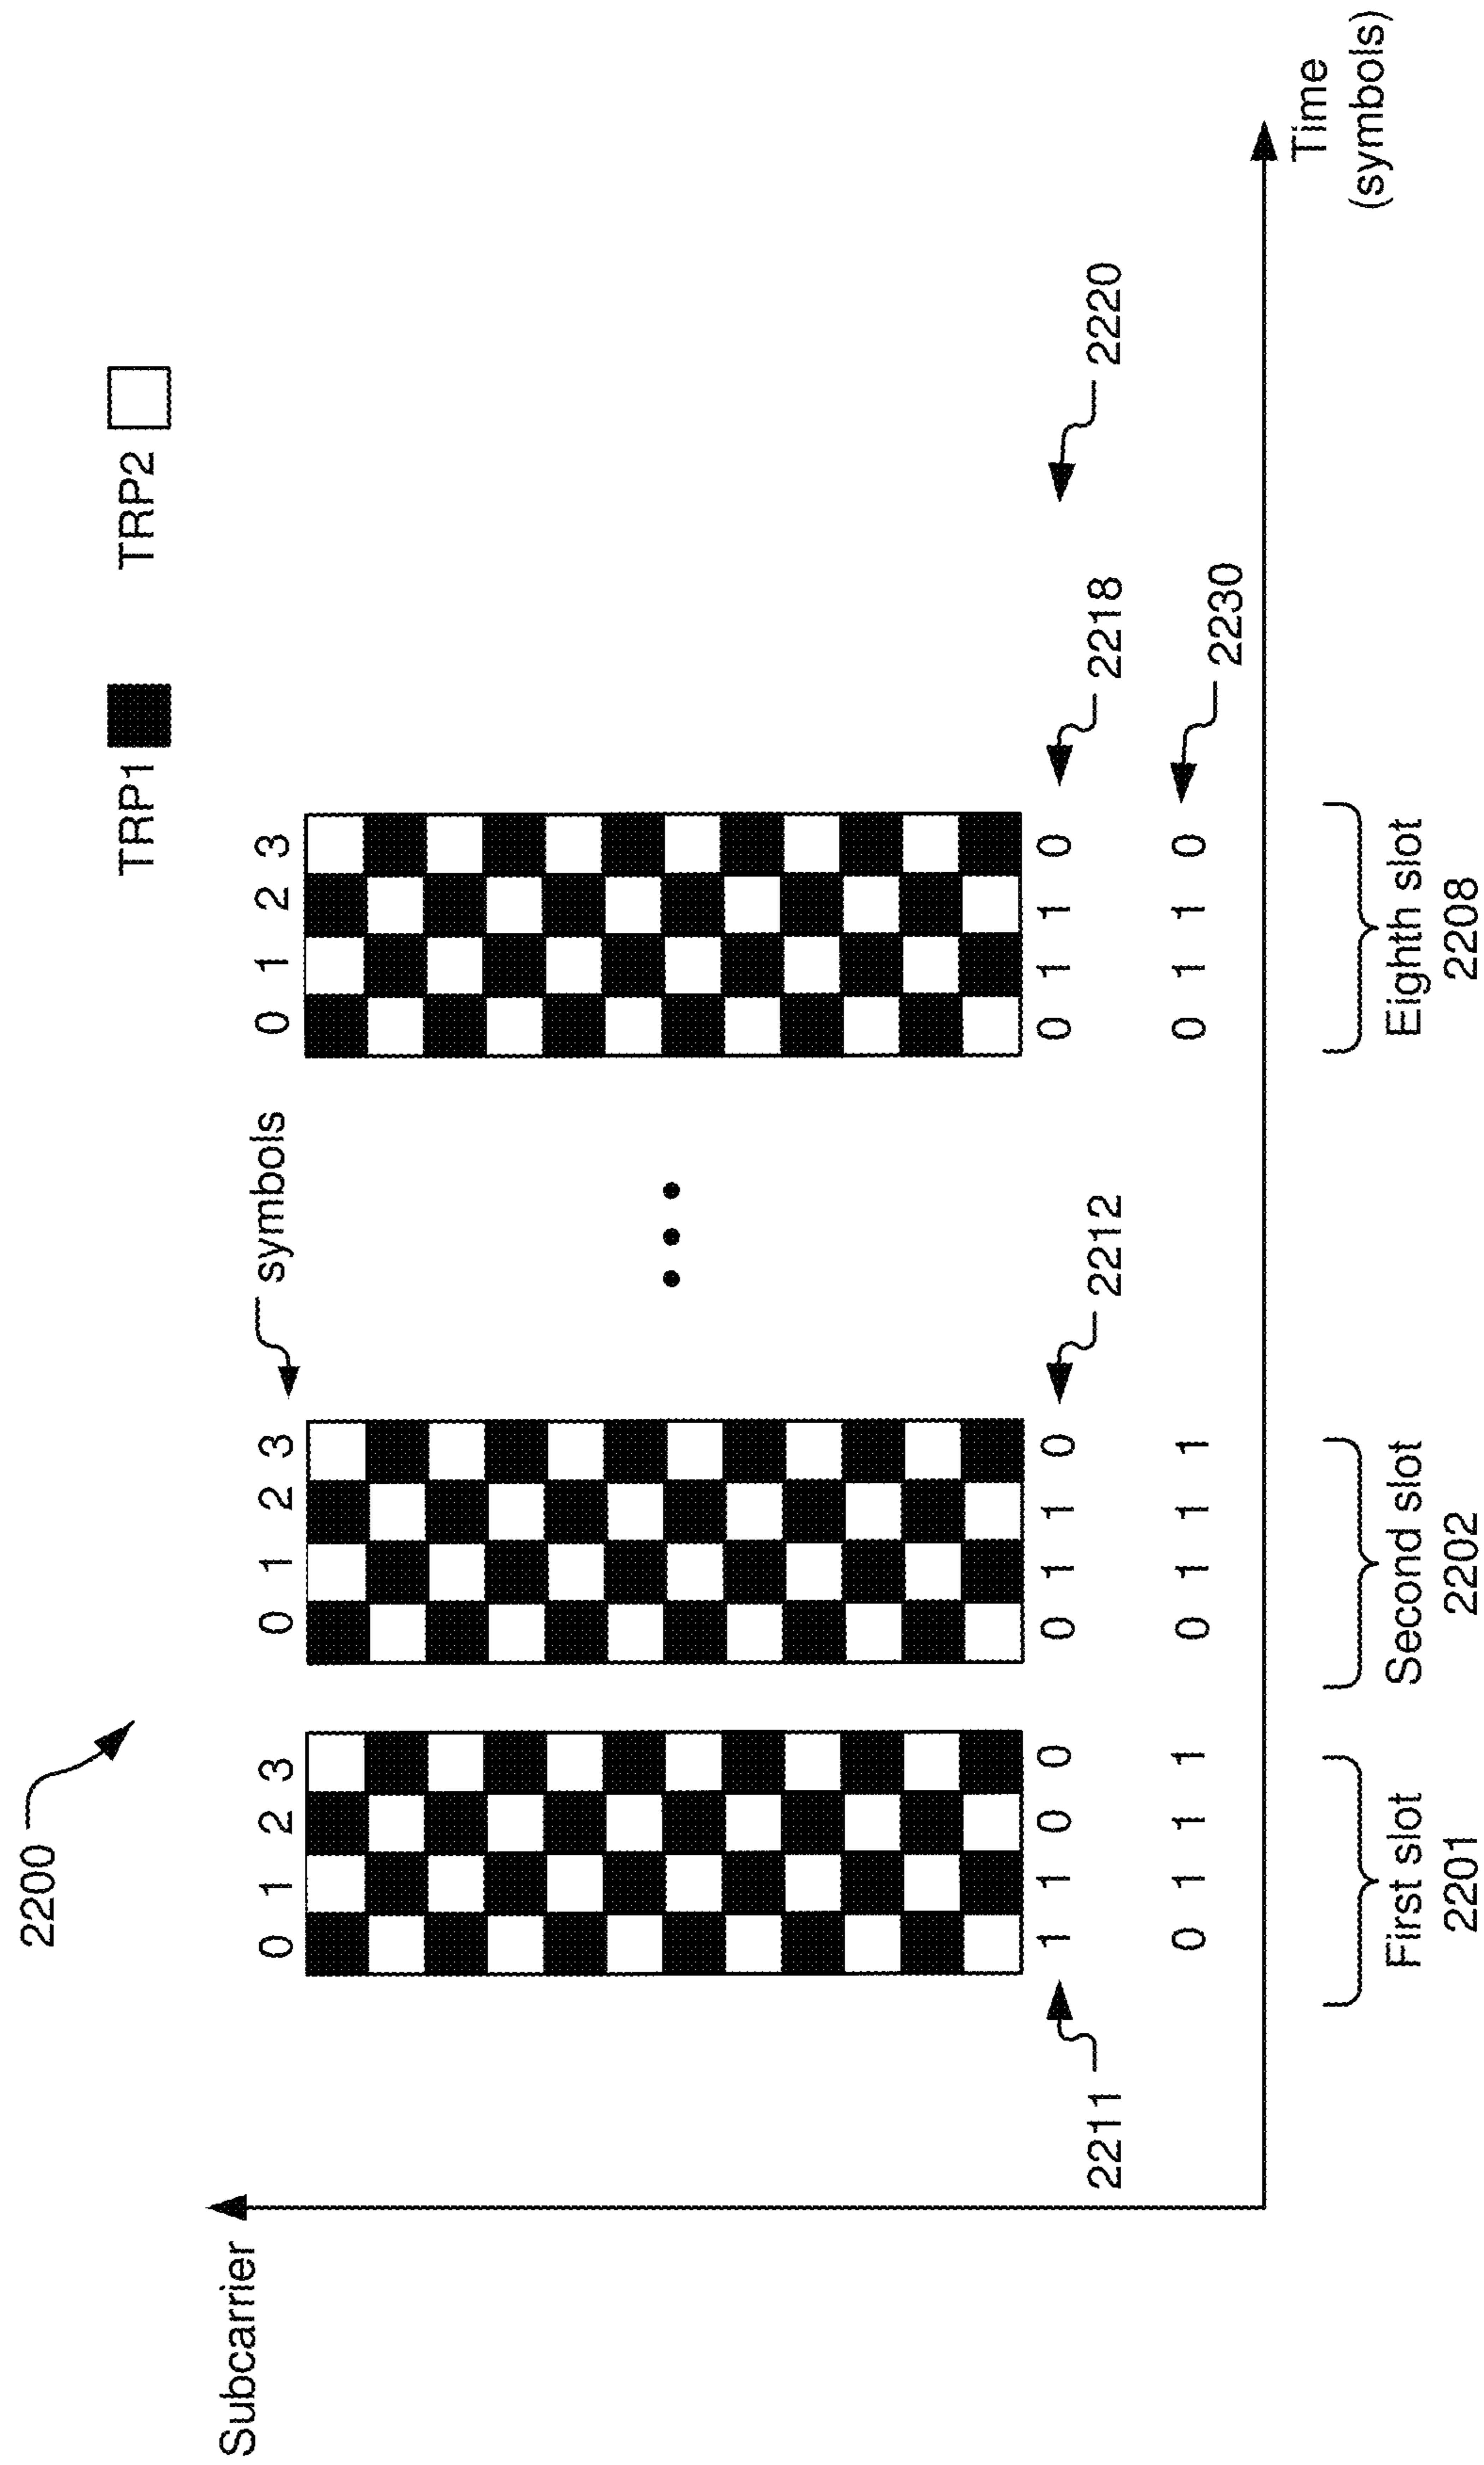 2200
TRP1
TRP2
symbols
0 1 2 3
0 1 2 3
0 1 2 3
Subcarrier
2211
1 1 0 0
0 1 1 0
2212
0 1 1 0
2218
2220
0 1 1 1
0 1 1 1
0 1 1 0
2230
Time
(symbols)
First slot
2201
Second slot
2202
Eighth slot
2208